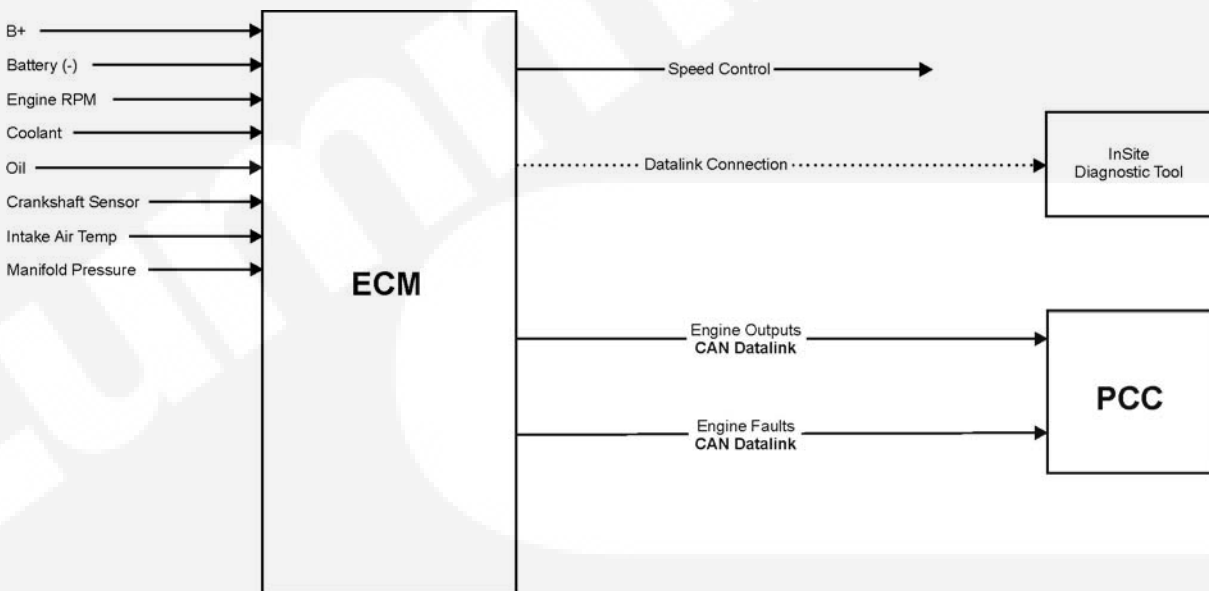 B+
Battery (-)
Engine RPM
Coolant
Oil
Crankshaft Sensor
Intake Air Temp
Manifold Pressure
ECM
Speed Control
Datalink Connection
InSite
Diagnostic Tool
Engine Outputs
CAN Datalink
Engine Faults
CAN Datalink
PCC